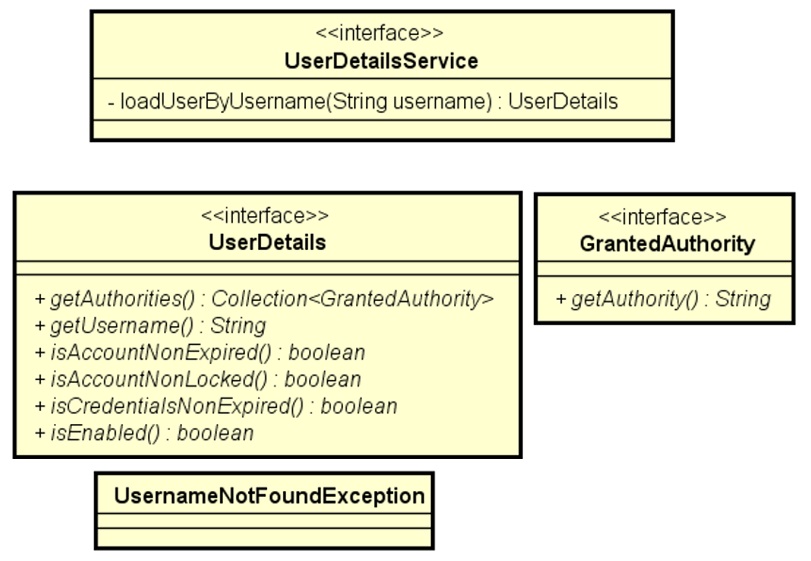 <<interface>>
UserDetailsService
- loadUserByUsername(String username) : UserDetails
<<interface>>
UserDetails
+ getAuthorities() : Collection<GrantedAuthority>
+ getUsername() : String
+ isAccountNonExpired() : boolean
+ isAccountNonLocked() : boolean
+ isCredentialsNonExpired() : boolean
+ isEnabled() : boolean
<<interface>>
GrantedAuthority
+ getAuthority() : String
UsernameNotFoundException